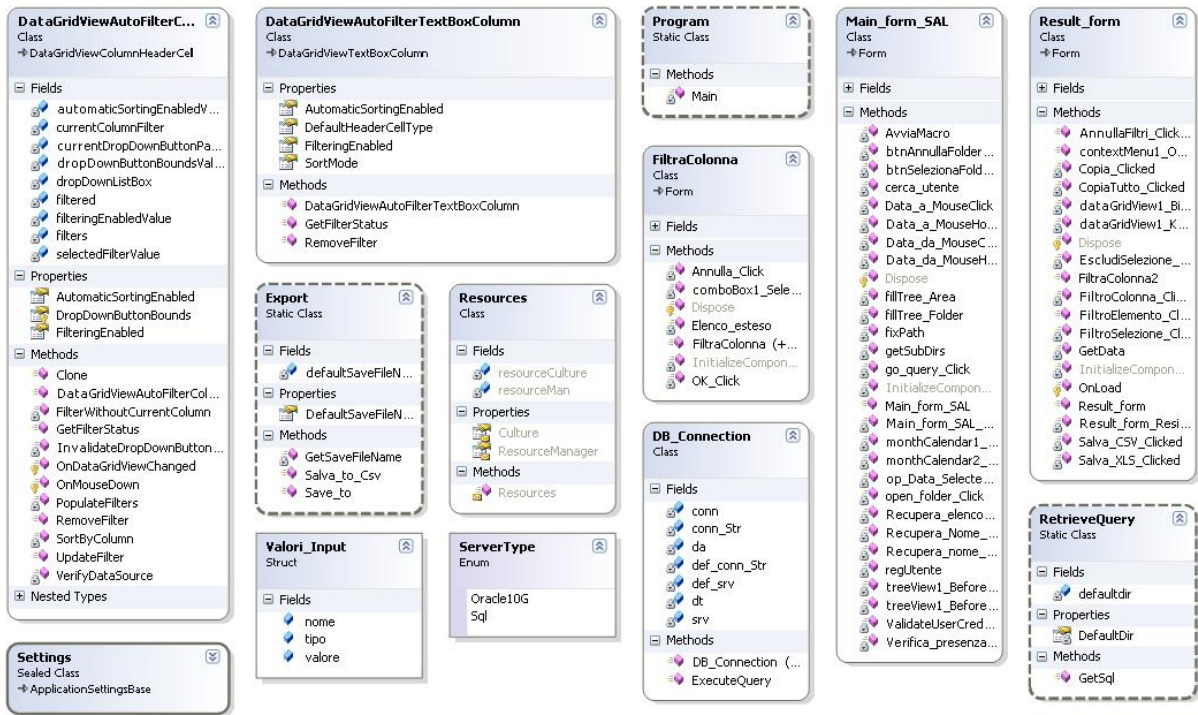 DataGridViewAutoFilterC...
Class
DataGridViewColumnHeaderCell
Fields
automaticSortingEnabledV...
currentColumnFilter
currentDropDownButtonPa...
dropDownButtonBoundsVal...
dropDownListBox
filtered
filteringEnabledValue
filters
selectedFilterValue
Properties
AutomaticSortingEnabled
DropDownButtonBounds
FilteringEnabled
Methods
Clone
DataGridViewAutoFilterCol...
FilterWithoutCurrentColumn
GetFilterStatus
InvalidateDropDownButton...
OnDataGridViewChanged
OnMouseDown
PopulateFilters
RemoveFilter
SortByColumn
UpdateFilter
VerifyDataSource
Nested Types
Settings
Sealed Class
ApplicationSettingsBase
DataGridViewAutoFilterTextBoxColumn
Class
DataGridViewTextBoxColumn
Properties
AutomaticSortingEnabled
DefaultHeaderCellType
FilteringEnabled
SortMode
Methods
DataGridViewAutoFilterTextBoxColumn
GetFilterStatus
RemoveFilter
Export
Static Class
Fields
defaultSaveFileN...
Properties
DefaultSaveFileN...
Methods
GetSaveFileName
Salva_to_Csv
Save_to
Resources
Class
Fields
resourceCulture
resourceMan
Properties
Culture
ResourceManager
Methods
Resources
Valori_Input
Struct
Fields
nome
tipo
valore
ServerType
Enum
Oracle10G
Sql
Program
Static Class
Methods
Main
FiltraColonna
Class
Form
Fields
Methods
Annulla_Click
comboBox1_Sele...
Dispose
Elenco_esteso
FiltraColonna (+...
InitializeCompon...
OK_Click
DB_Connection
Class
Fields
conn
conn_Str
da
def_conn_Str
def_srv
dt
srv
Methods
DB_Connection (...
ExecuteQuery
Main_form_SAL
Class
Form
Fields
Methods
AvviaMacro
btnAnnullaFolder...
btnSelezionaFold...
cerca_utente
Data_a_MouseClick
Data_a_MouseHo...
Data_da_MouseC...
Data_da_MouseH...
Dispose
fillTree_Area
fillTree_Folder
fixPath
getSubDirs
go_query_Click
InitializeCompon...
Main_form_SAL
Main_form_SAL_...
monthCalendar1_...
monthCalendar2_...
op_Data_Selecte...
open_folder_Click
Recupera_elenco...
Recupera_Nome_...
Recupera_nome_...
regUtente
treeView1_Before...
treeView1_Before...
ValidateUserCred...
Verifica_presenza...
Result_form
Class
Form
Fields
Methods
AnnullaFiltri_Click...
contextMenu1_O...
Copia_Clicked
CopiaTutto_Clicked
dataGridView1_Bi...
dataGridView1_K...
Dispose
EscludiSelezione_...
FiltraColonna2
FiltroColonna_Cli...
FiltroElemento_Cl...
FiltroSelezione_Cl...
GetData
InitializeCompon...
OnLoad
Result_form
Result_form_Resi...
Salva_CSV_Clicked
Salva_XLS_Clicked
RetrieveQuery
Static Class
Fields
defaultdir
Properties
DefaultDir
Methods
GetSql